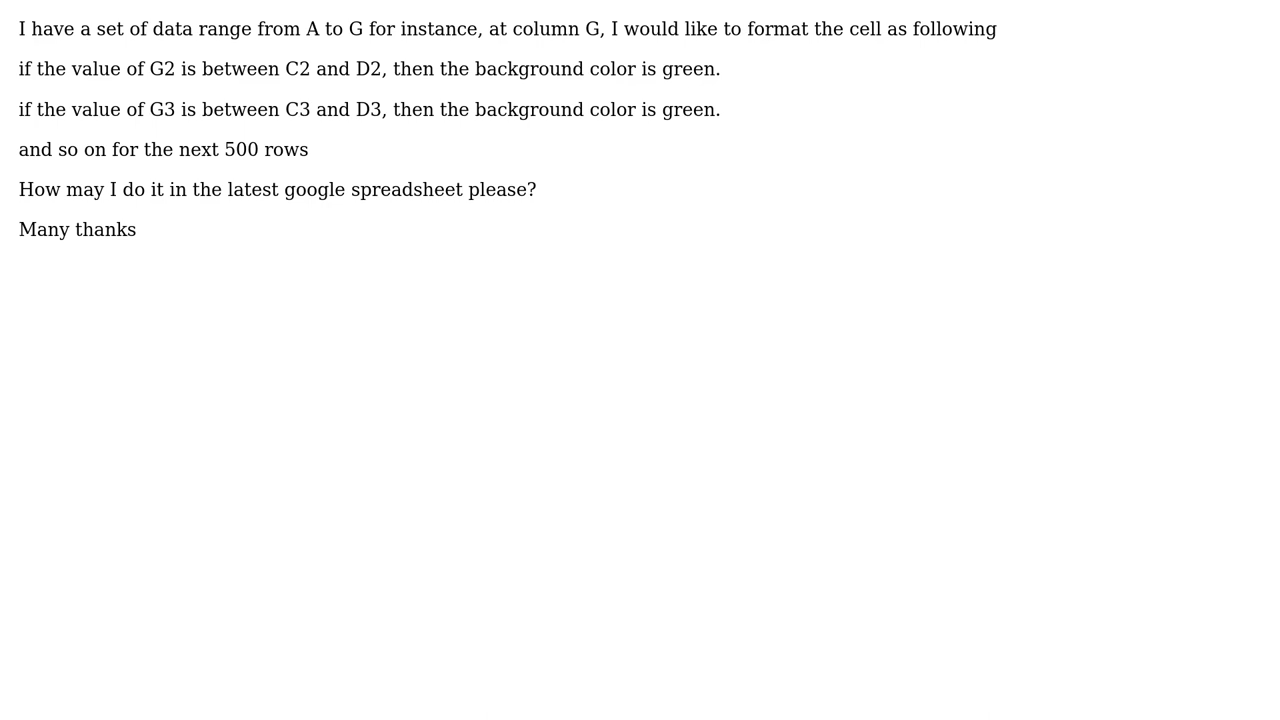 I have a set of data range from A to G for instance, at column G, I would like to format the cell as following
if the value of G2 is between C2 and D2, then the background color is green.
if the value of G3 is between C3 and D3, then the background color is green.
and so on for the next 500 rows
How may I do it in the latest google spreadsheet please?
Many thanks